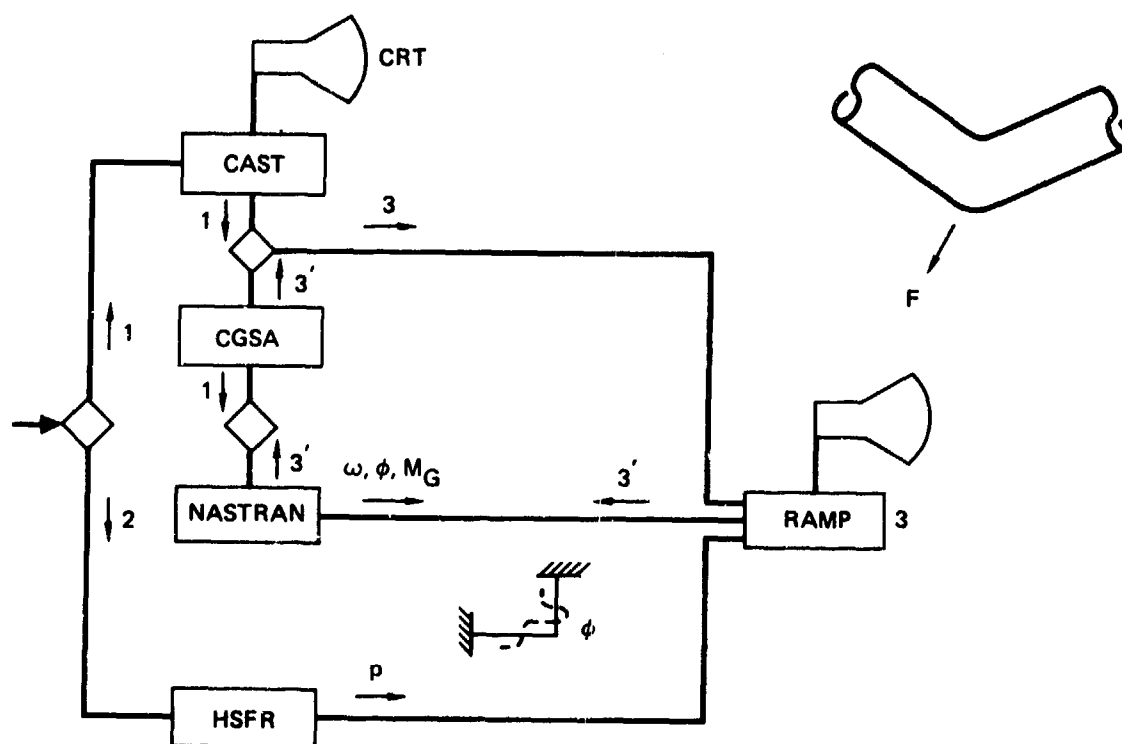 CRT
CAST
1
3
3'
F
CGSA
1
1
3'
ω, ϕ, M_G
3'
NASTRAN
RAMP
3
2
ϕ
p
HSFR